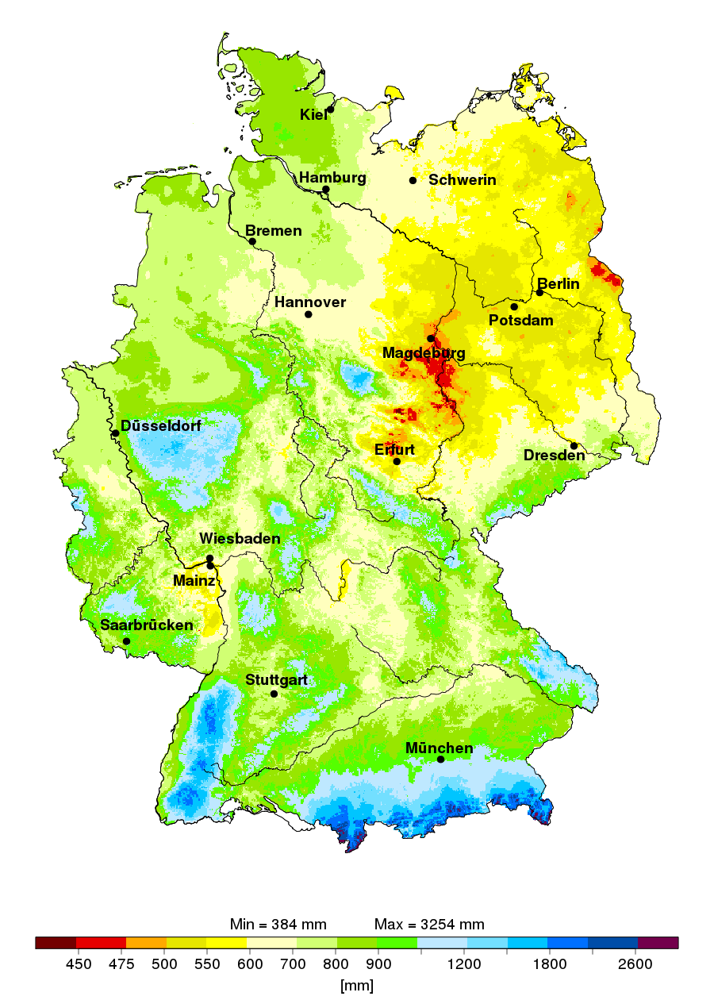 Kiel
Hamburg
Schwerin
Bremen
Berlin
Hannover
Potsdam
Magdeburg
Düsseldorf
Erfurt
Dresden
Wiesbaden
Mainz
Saarbrücken
Stuttgart
München
Min = 384 mm Max = 3254 mm
450 475 500 550 600 700 800 900 1200 1800 2600
[mm]